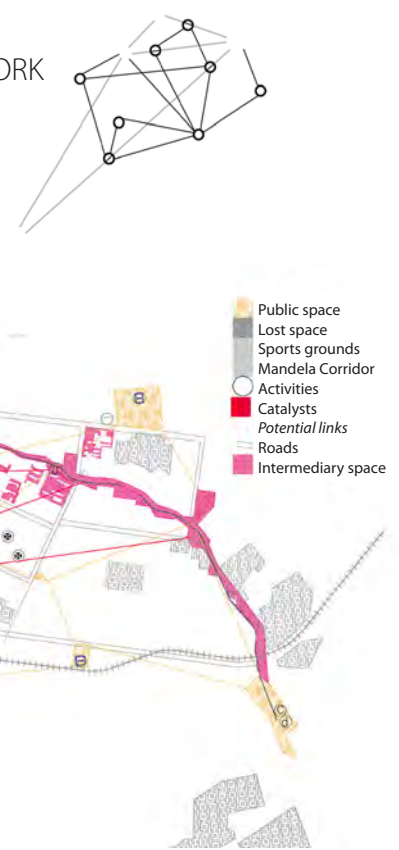 ORK
Public space
Lost space
Sports grounds
Mandela Corridor
Activities
Catalysts
Potential links
Roads
Intermediary space